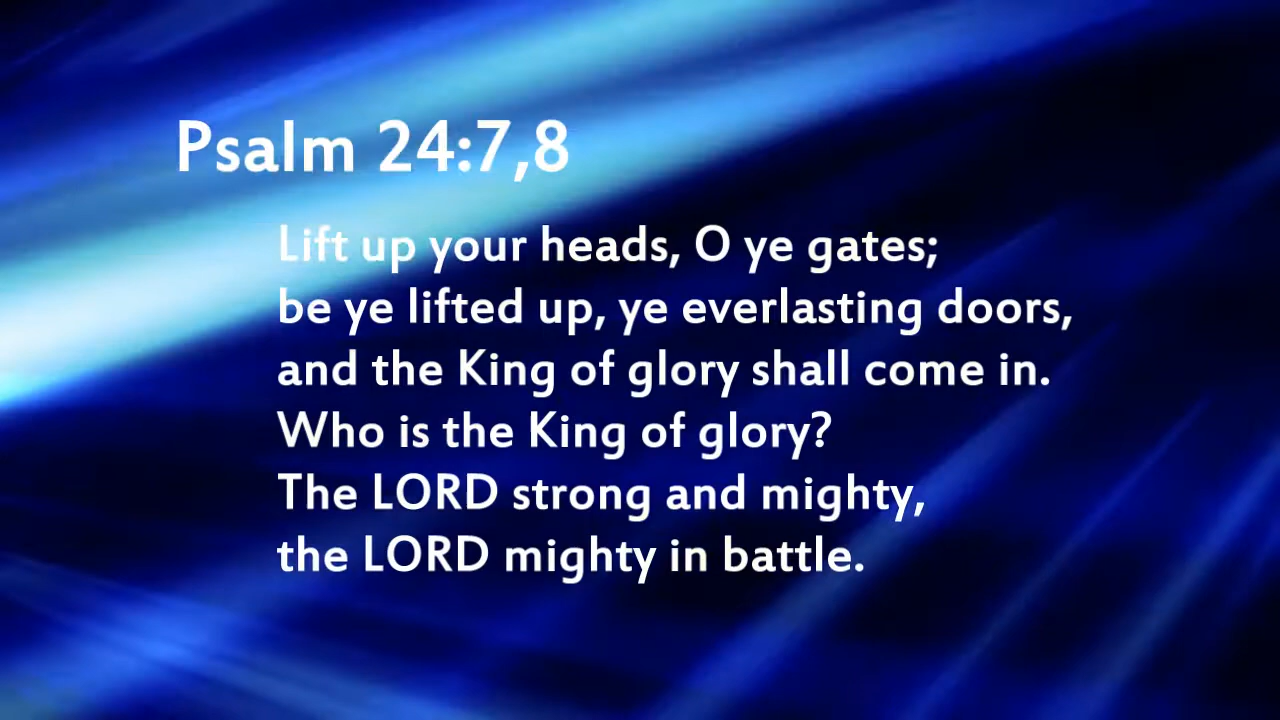 Psalm 24:7,8
Lift up your heads, O ye gates;
be ye lifted up, ye everlasting doors,
and the King of glory shall come in.
Who is the King of glory?
The LORD strong and mighty,
the LORD mighty in battle.